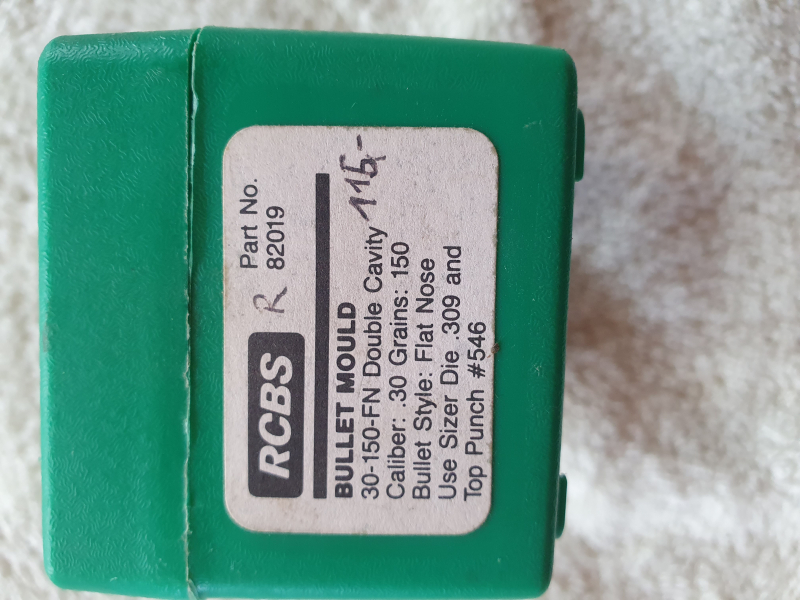 RCBS R Part No.
82019
BULLET MOULD
30-150-FN Double Cavity 115,-
Caliber: .30 Grains: 150
Bullet Style: Flat Nose
Use Sizer Die .309 and
Top Punch #546